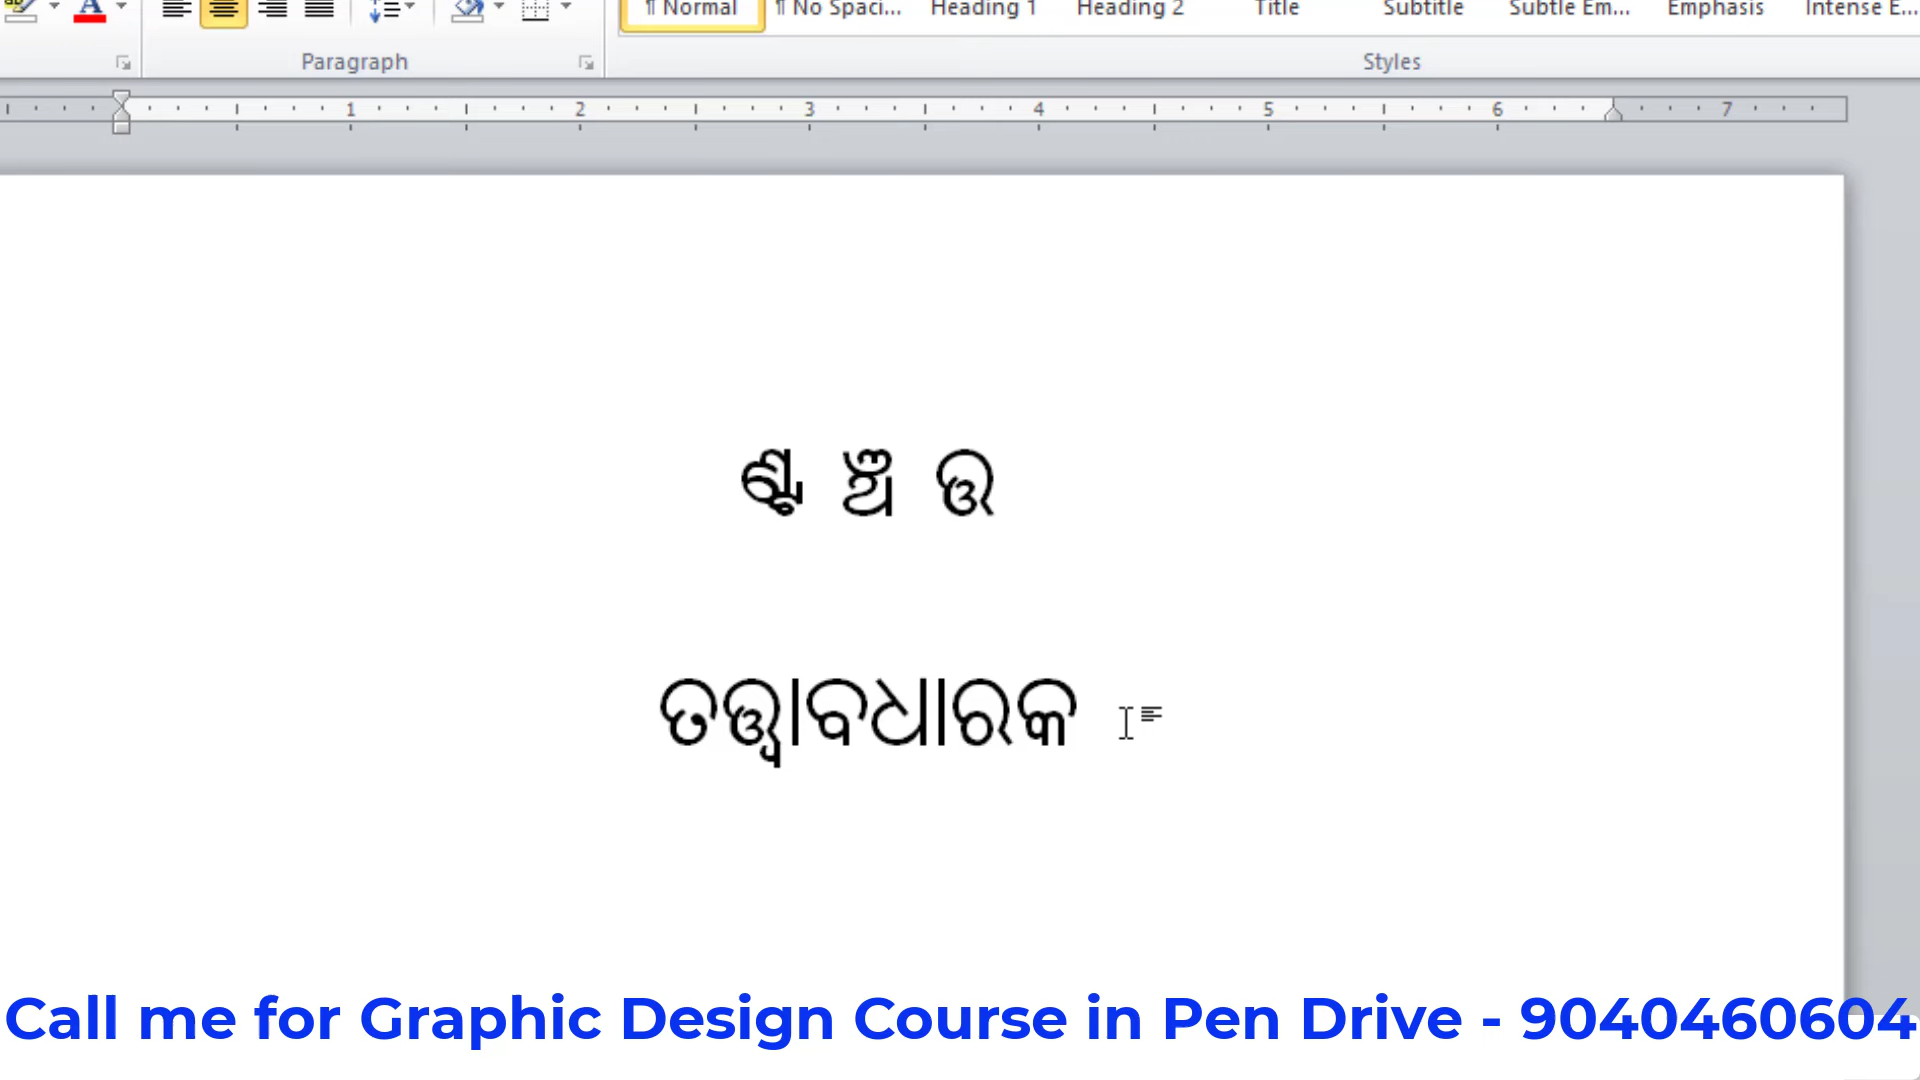 Normal No Spaci... Heading 1 Heading 2 Title Subtitle Subtle Em... Emphasis Intense E...
Paragraph Styles
1 2 3 4 5 6 7
ଣ୍ଟ ଞ୍ଚ ତ୍ତ
ତତ୍ତ୍ୱାବଧାରକ
Call me for Graphic Design Course in Pen Drive - 9040460604